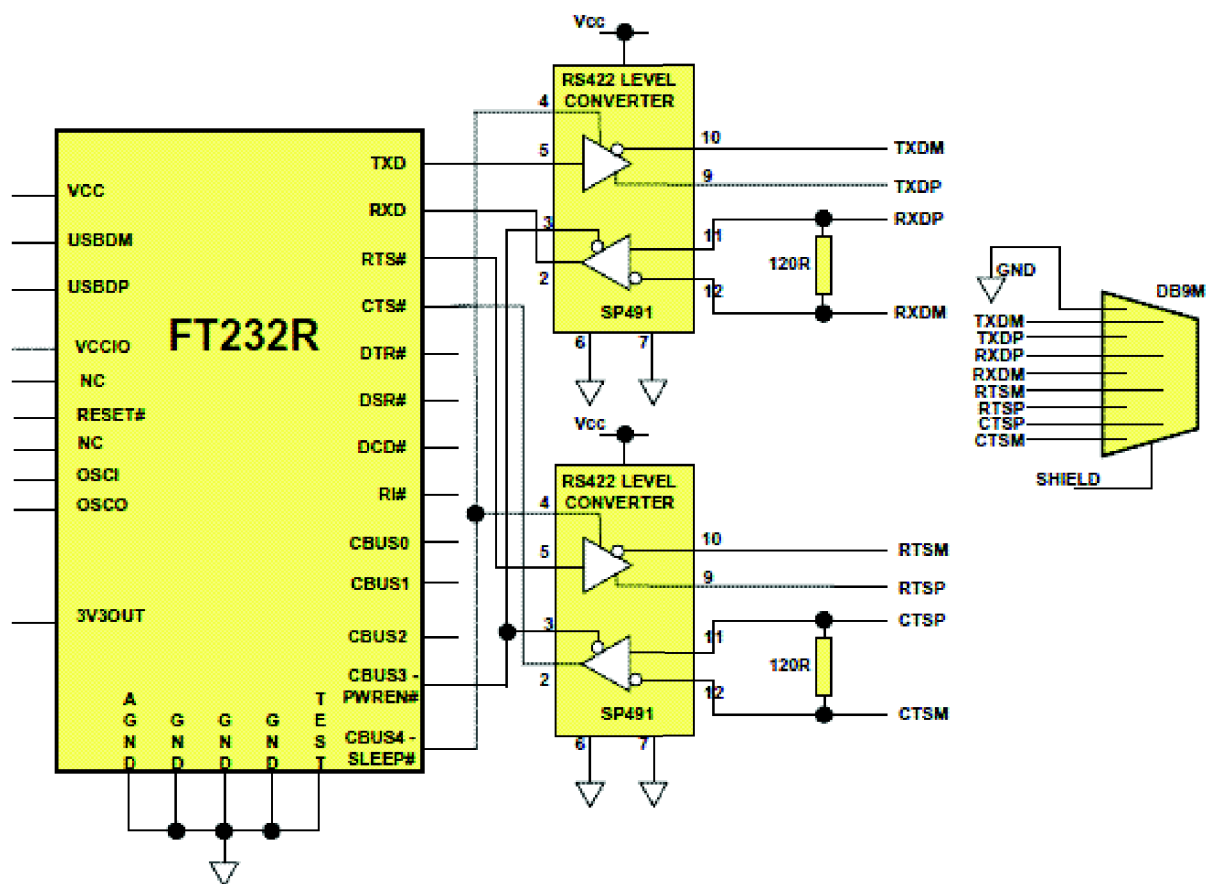 Vcc
RS422 LEVEL
CONVERTER
4
10
TXDM
5
9
TXDP
3
11
RXDP
2
12
RXDM
120R
SP491
6
7
FT232R
VCC
USBDM
USBDP
VCCIO
NC
RESET#
NC
OSCI
OSCO
3V3OUT
TXD
RXD
RTS#
CTS#
DTR#
DSR#
DCD#
RI#
CBUS0
CBUS1
CBUS2
CBUS3 -
PWREN#
CBUS4 -
SLEEP#
AGND
GND
GND
GND
TEST
Vcc
RS422 LEVEL
CONVERTER
4
10
RTSM
5
9
RTSP
3
11
CTSP
2
12
CTSM
120R
SP491
6
7
GND
DB9M
TXDM
TXDP
RXDP
RXDM
RTSM
RTSP
CTSP
CTSM
SHIELD